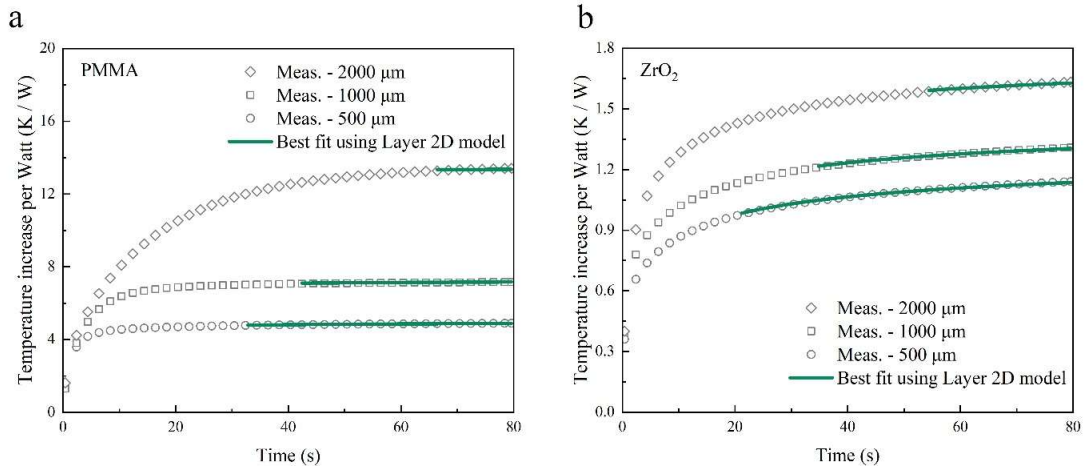 a
Temperature increase per Watt (K / W)
20
16
12
8
4
0
PMMA
Meas. - 2000 μm
Meas. - 1000 μm
Meas. - 500 μm
Best fit using Layer 2D model
0 20 40 60 80
Time (s)
b
Temperature increase per Watt (K / W)
1.8
1.5
1.2
0.9
0.6
0.3
0.0
ZrO₂
Meas. - 2000 μm
Meas. - 1000 μm
Meas. - 500 μm
Best fit using Layer 2D model
0 20 40 60 80
Time (s)